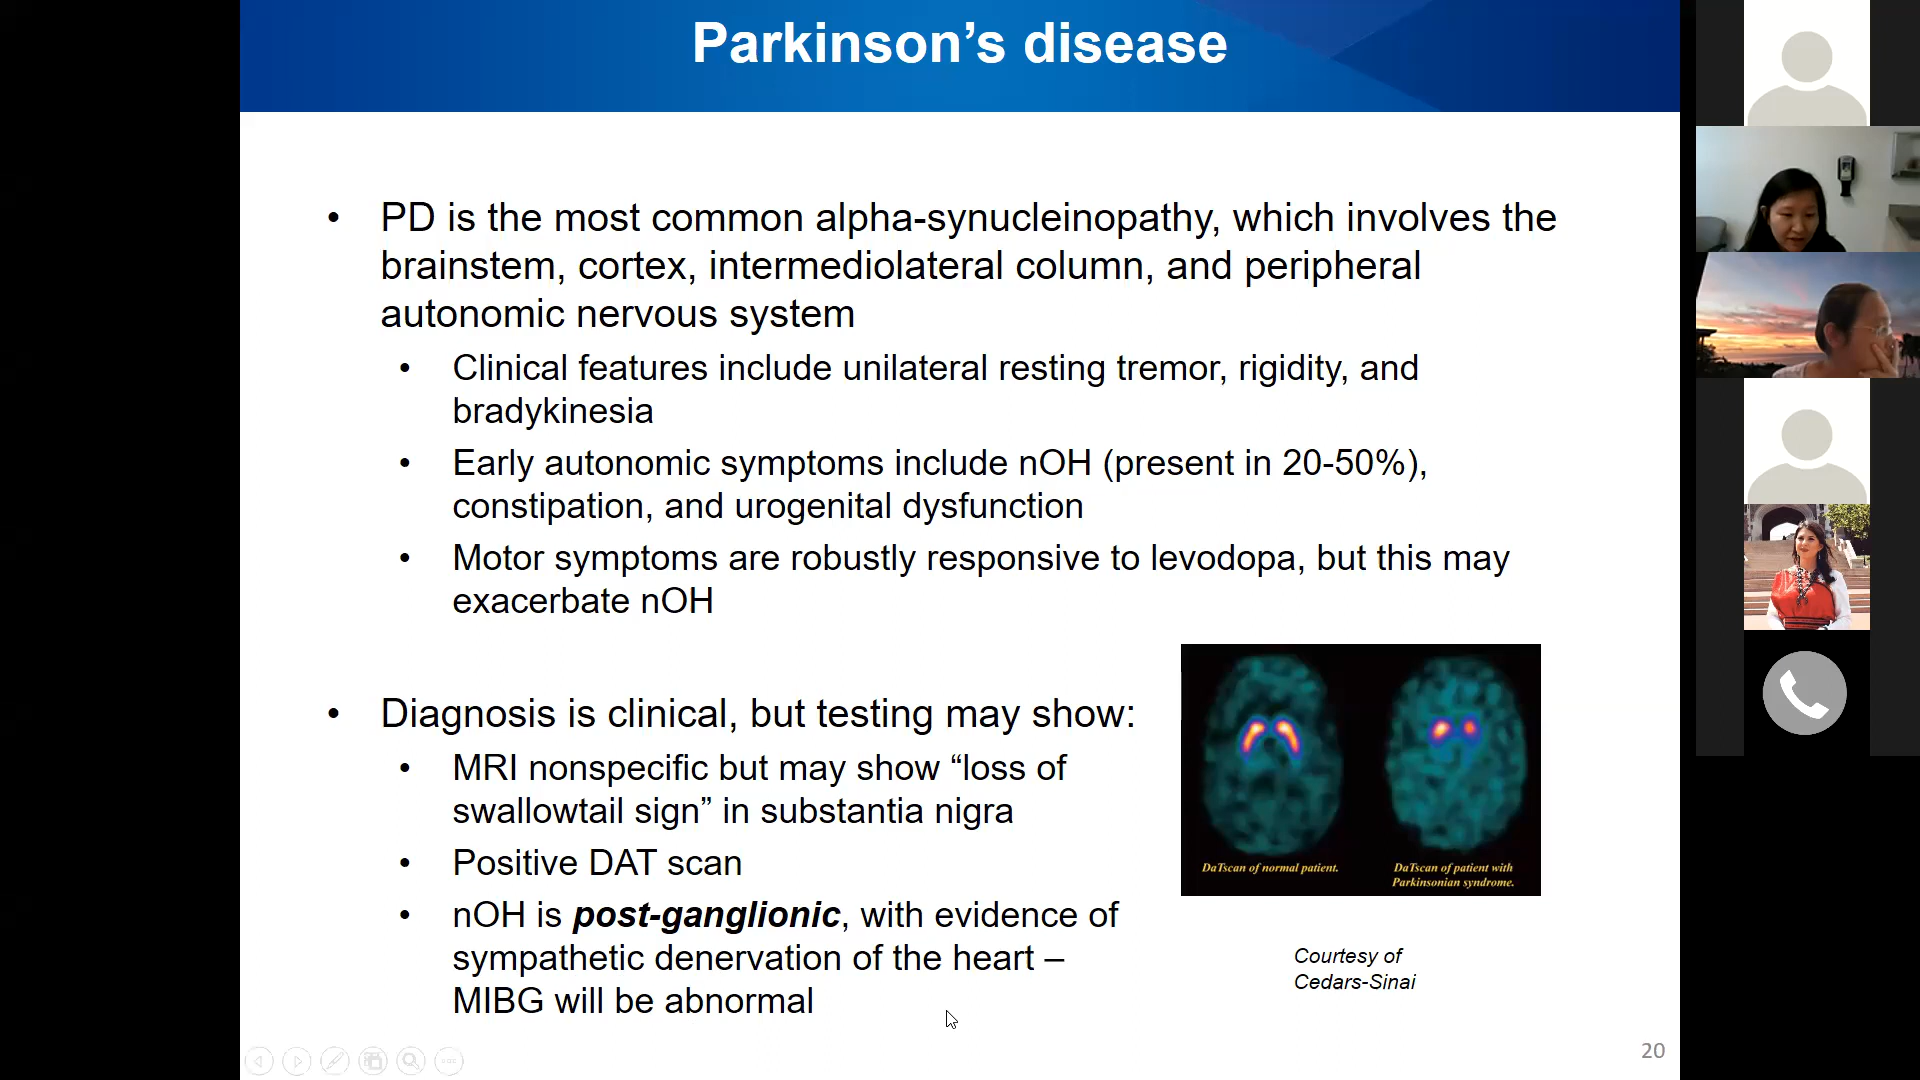 Parkinson’s disease
• PD is the most common alpha-synucleinopathy, which involves the
brainstem, cortex, intermediolateral column, and peripheral
autonomic nervous system
• Clinical features include unilateral resting tremor, rigidity, and
bradykinesia
• Early autonomic symptoms include nOH (present in 20-50%),
constipation, and urogenital dysfunction
• Motor symptoms are robustly responsive to levodopa, but this may
exacerbate nOH
• Diagnosis is clinical, but testing may show:
• MRI nonspecific but may show “loss of
swallowtail sign” in substantia nigra
• Positive DAT scan
• nOH is post-ganglionic, with evidence of
sympathetic denervation of the heart –
MIBG will be abnormal
DaTscan of normal patient.
DaTscan of patient with
Parkinsonian syndrome.
Courtesy of
Cedars-Sinai
20